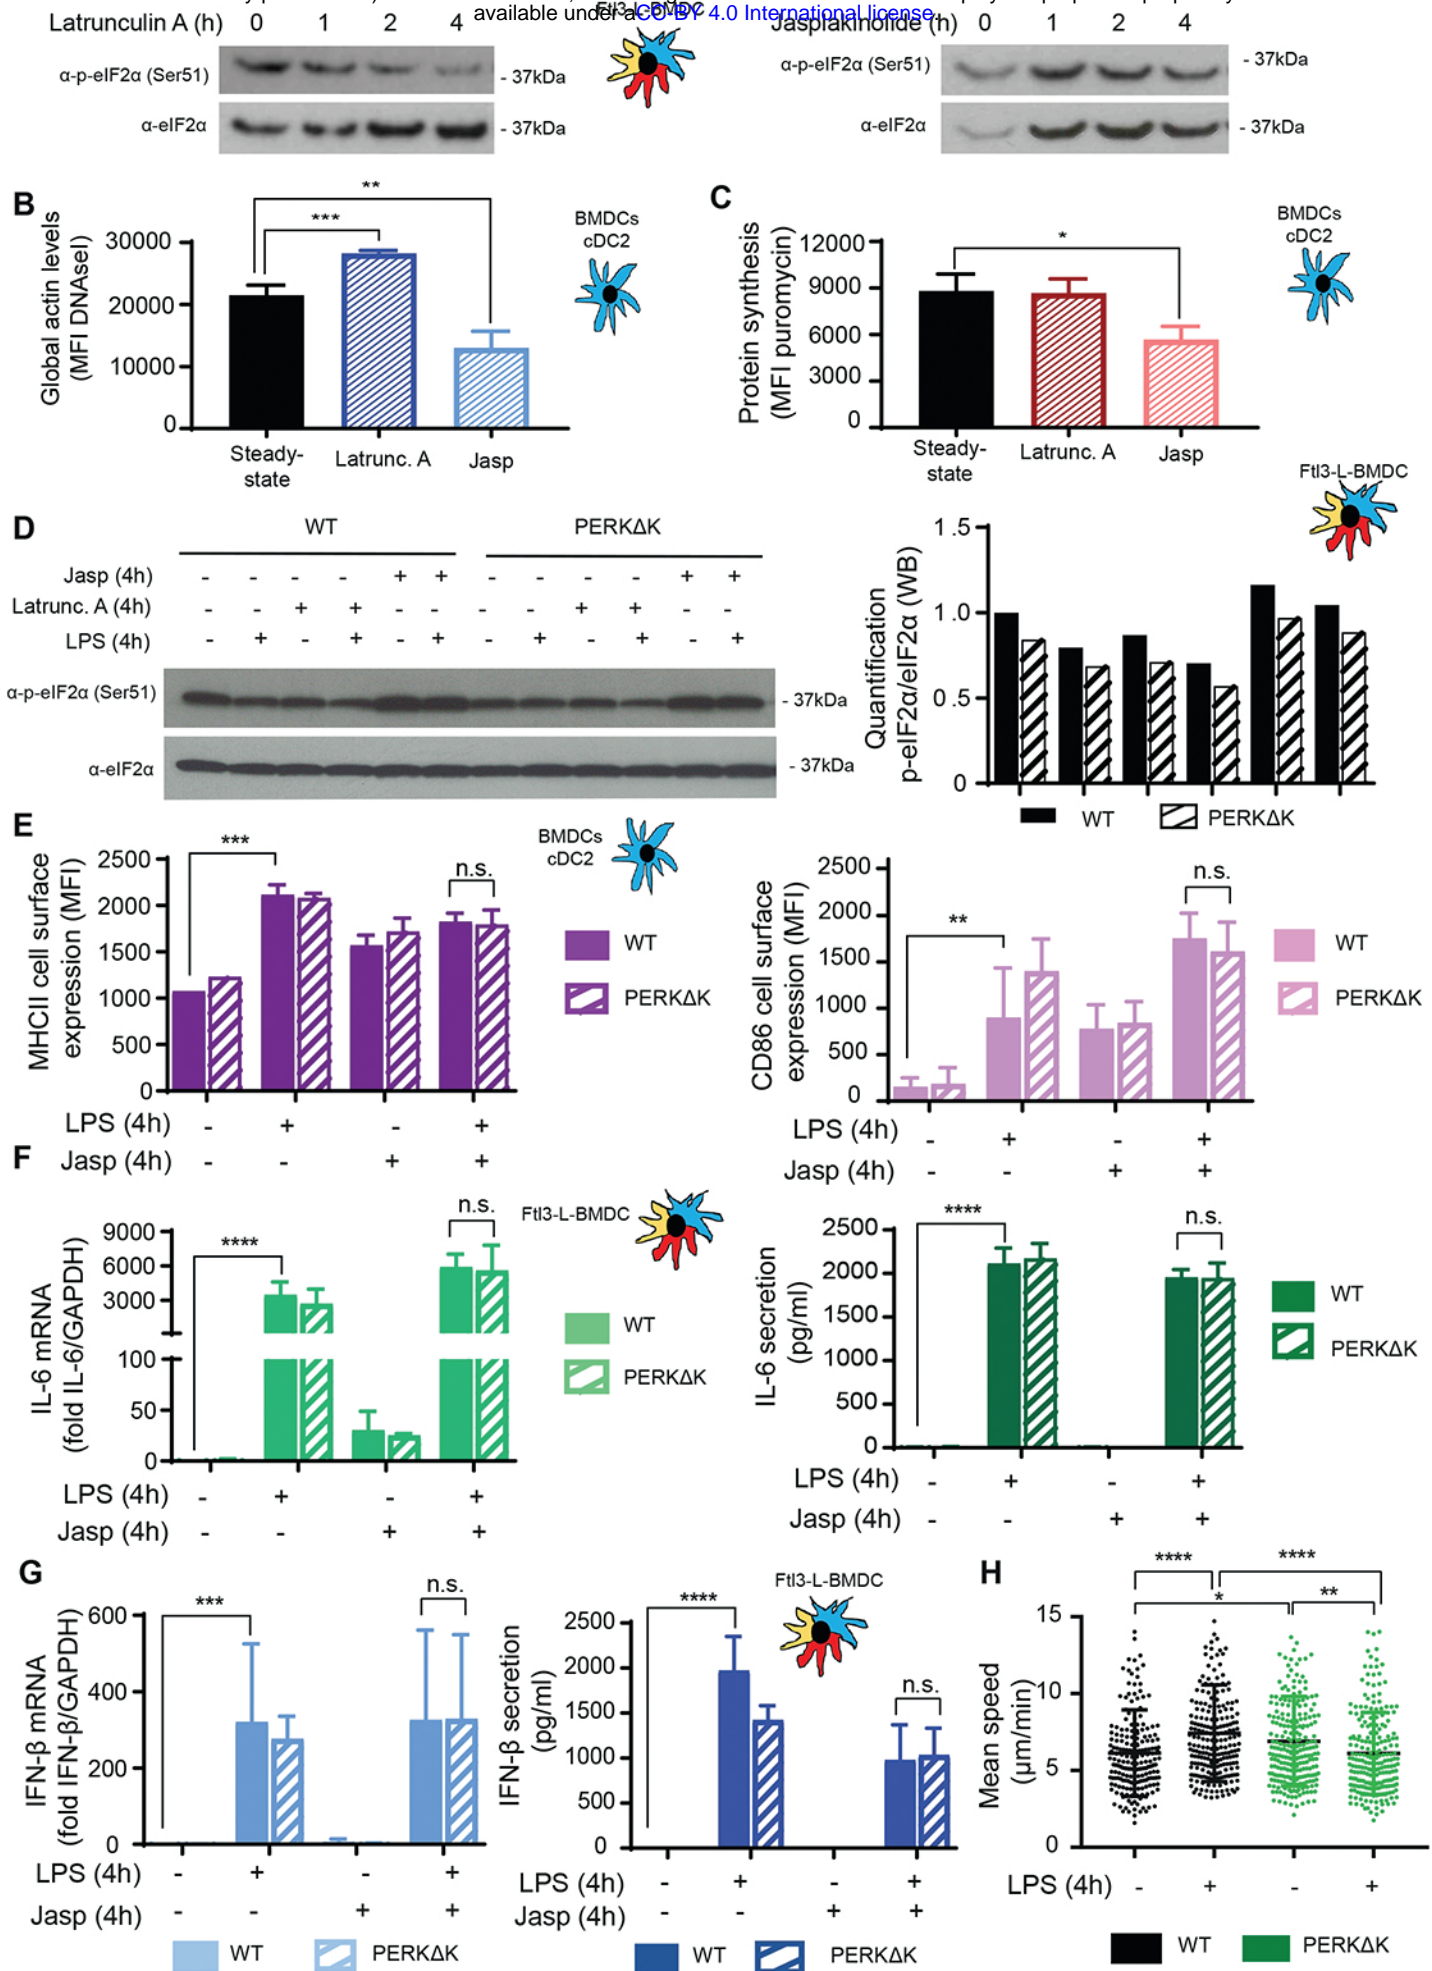 available under aCC-BY 4.0 International license.
Ftl3-L-BMDC
Latrunculin A (h) 0 1 2 4
Jaspiakinolide (h) 0 1 2 4
α-p-eIF2α (Ser51) - 37kDa
α-p-eIF2α (Ser51) - 37kDa
α-eIF2α - 37kDa
α-eIF2α - 37kDa
B
Global actin levels
(MFI DNAseI)
30000
20000
10000
0
**
***
BMDCs
cDC2
Steady-
state
Latrunc. A
Jasp
C
Protein synthesis
(MFI puromycin)
12000
9000
6000
3000
0
*
BMDCs
cDC2
Steady-
state
Latrunc. A
Jasp
D
WT PERKΔK
Jasp (4h) - - - - + + - - - - + +
Latrunc. A (4h) - - + + - - - - + + - -
LPS (4h) - + - + - + - + - + - +
α-p-eIF2α (Ser51) - 37kDa
α-eIF2α - 37kDa
Ftl3-L-BMDC
Quantification
p-eIF2α/eIF2α (WB)
1.5
1.0
0.5
0
WT PERKΔK
E
MHCII cell surface
expression (MFI)
2500
2000
1500
1000
500
0
***
n.s.
BMDCs
cDC2
WT
PERKΔK
LPS (4h) - + - +
Jasp (4h) - - + +
CD86 cell surface
expression (MFI)
2500
2000
1500
1000
500
0
**
n.s.
WT
PERKΔK
LPS (4h) - + - +
Jasp (4h) - - + +
F
IL-6 mRNA
(fold IL-6/GAPDH)
9000
6000
3000
100
50
0
****
n.s.
Ftl3-L-BMDC
WT
PERKΔK
LPS (4h) - + - +
Jasp (4h) - - + +
IL-6 secretion
(pg/ml)
2500
2000
1500
1000
500
0
****
n.s.
WT
PERKΔK
LPS (4h) - + - +
Jasp (4h) - - + +
G
IFN-β mRNA
(fold IFN-β/GAPDH)
600
400
200
0
***
n.s.
LPS (4h) - + - +
Jasp (4h) - - + +
WT PERKΔK
IFN-β secretion
(pg/ml)
2500
2000
1500
1000
500
0
****
n.s.
Ftl3-L-BMDC
LPS (4h) - + - +
Jasp (4h) - - + +
WT PERKΔK
H
Mean speed
(µm/min)
15
10
5
0
**** ****
* **
LPS (4h) - + - +
WT PERKΔK